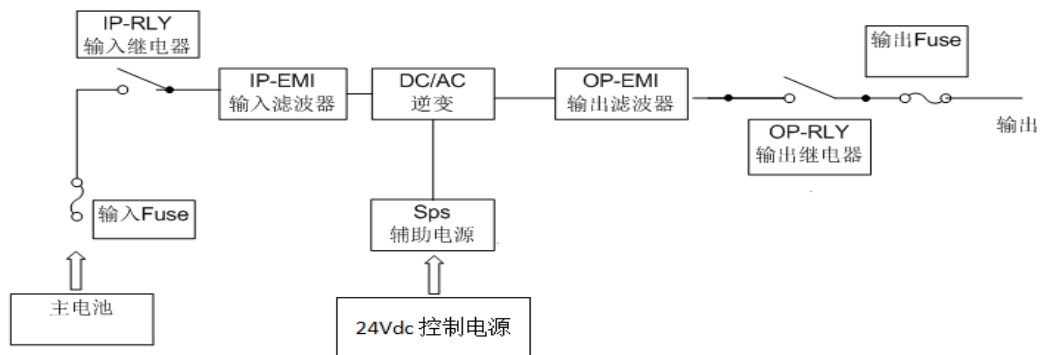 IP-RLY
输入继电器
输出Fuse
IP-EMI
输入滤波器
DC/AC
逆变
OP-EMI
输出滤波器
输出
OP-RLY
输出继电器
输入Fuse
Sps
辅助电源
主电池
24Vdc 控制电源